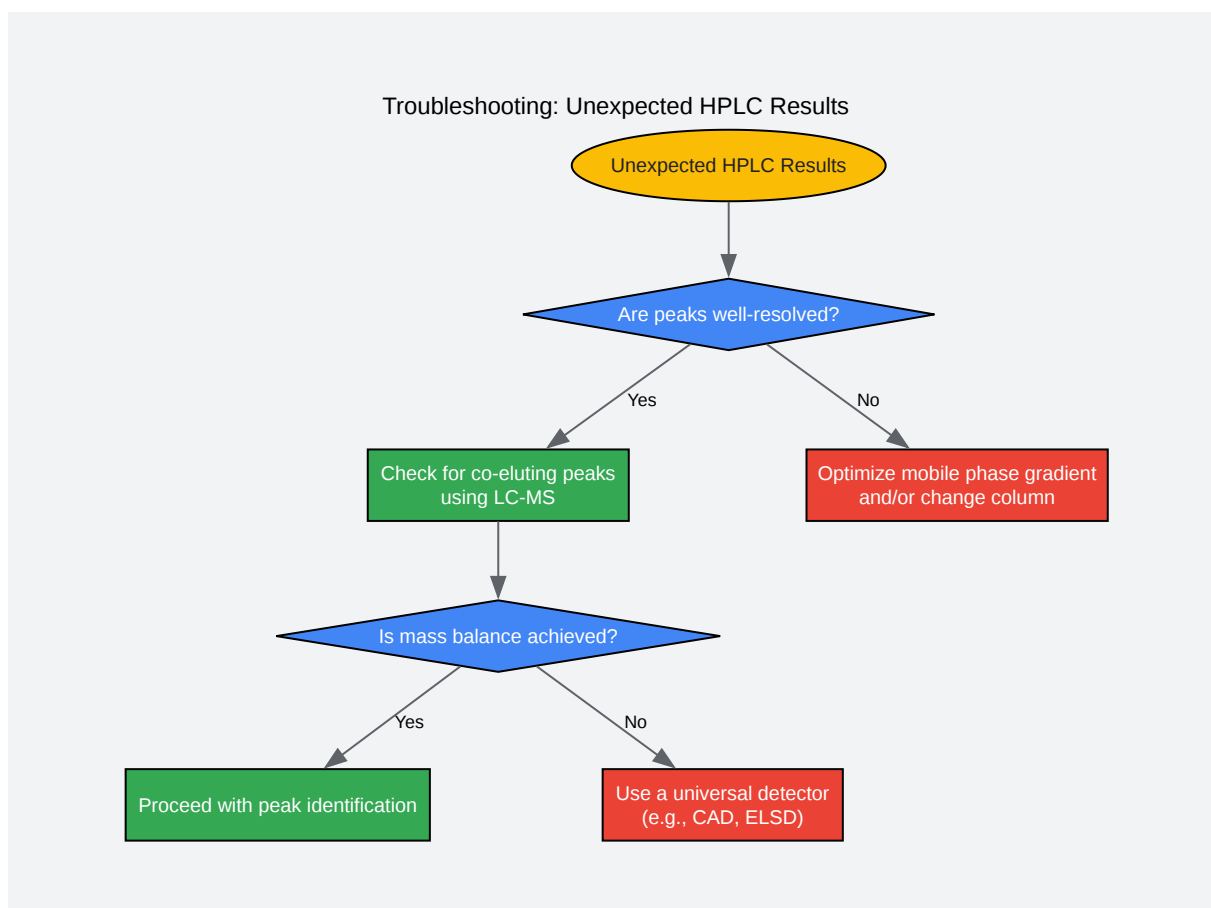 Troubleshooting: Unexpected HPLC Results
Unexpected HPLC Results
Are peaks well-resolved?
Yes
No
Check for co-eluting peaks
using LC-MS
Optimize mobile phase gradient
and/or change column
Is mass balance achieved?
Yes
No
Proceed with peak identification
Use a universal detector
(e.g., CAD, ELSD)